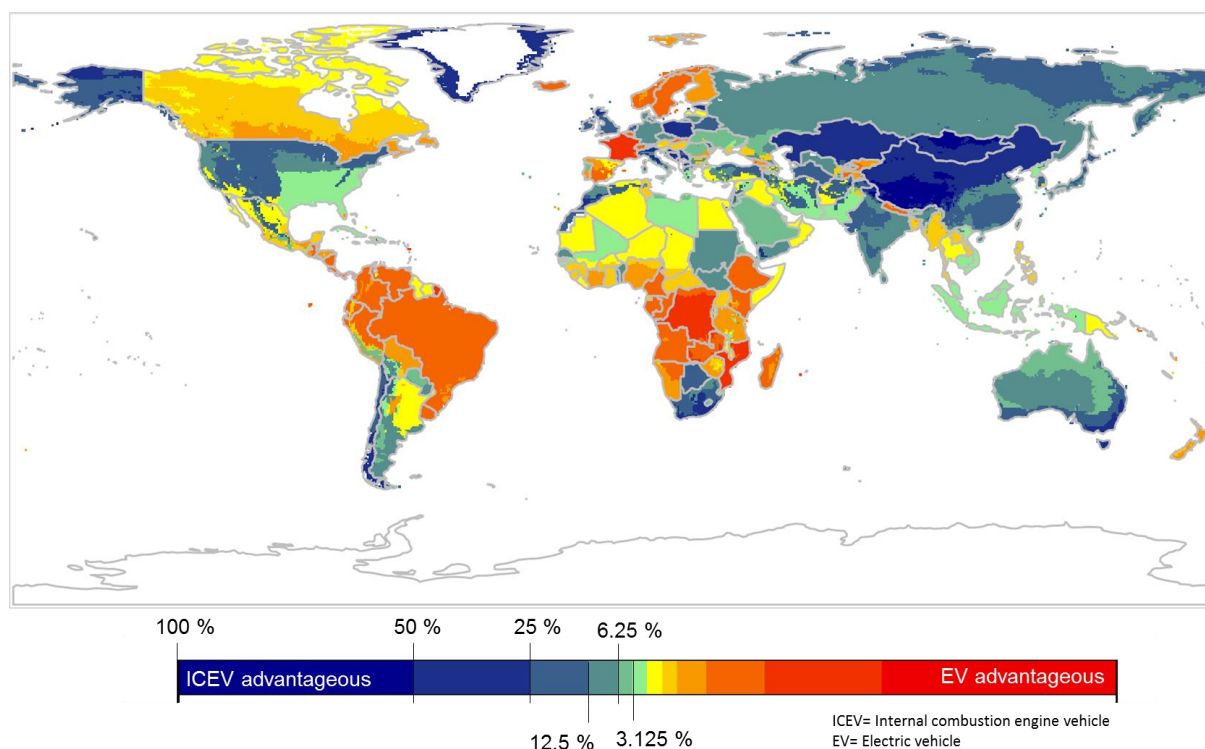 100 % 50 % 25 % 6.25 %
ICEV advantageous EV advantageous
12.5 % 3.125 %
ICEV= Internal combustion engine vehicle
EV= Electric vehicle